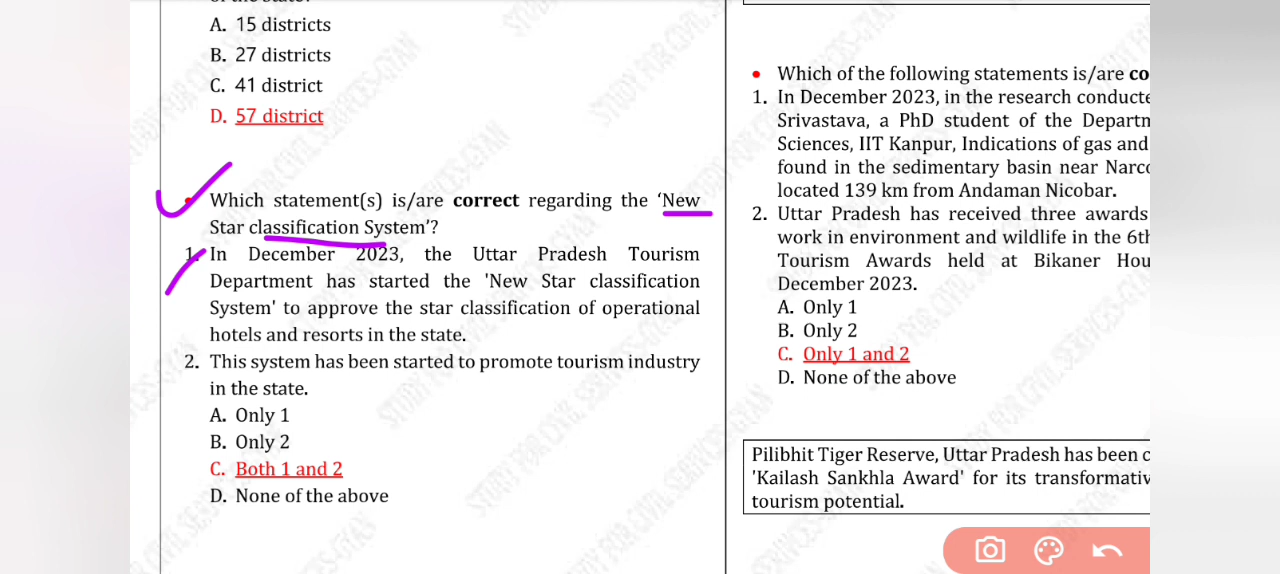 A. 15 districts
B. 27 districts
C. 41 district
D. 57 district
Which statement(s) is/are correct regarding the 'New
Star classification System'?
1. In December 2023, the Uttar Pradesh Tourism
Department has started the 'New Star classification
System' to approve the star classification of operational
hotels and resorts in the state.
2. This system has been started to promote tourism industry
in the state.
A. Only 1
B. Only 2
C. Both 1 and 2
D. None of the above
• Which of the following statements is/are co
1. In December 2023, in the research conducte
Srivastava, a PhD student of the Departm
Sciences, IIT Kanpur, Indications of gas and
found in the sedimentary basin near Narco
located 139 km from Andaman Nicobar.
2. Uttar Pradesh has received three awards
work in environment and wildlife in the 6th
Tourism Awards held at Bikaner Hou
December 2023.
A. Only 1
B. Only 2
C. Only 1 and 2
D. None of the above
Pilibhit Tiger Reserve, Uttar Pradesh has been c
'Kailash Sankhla Award' for its transformativ
tourism potential.